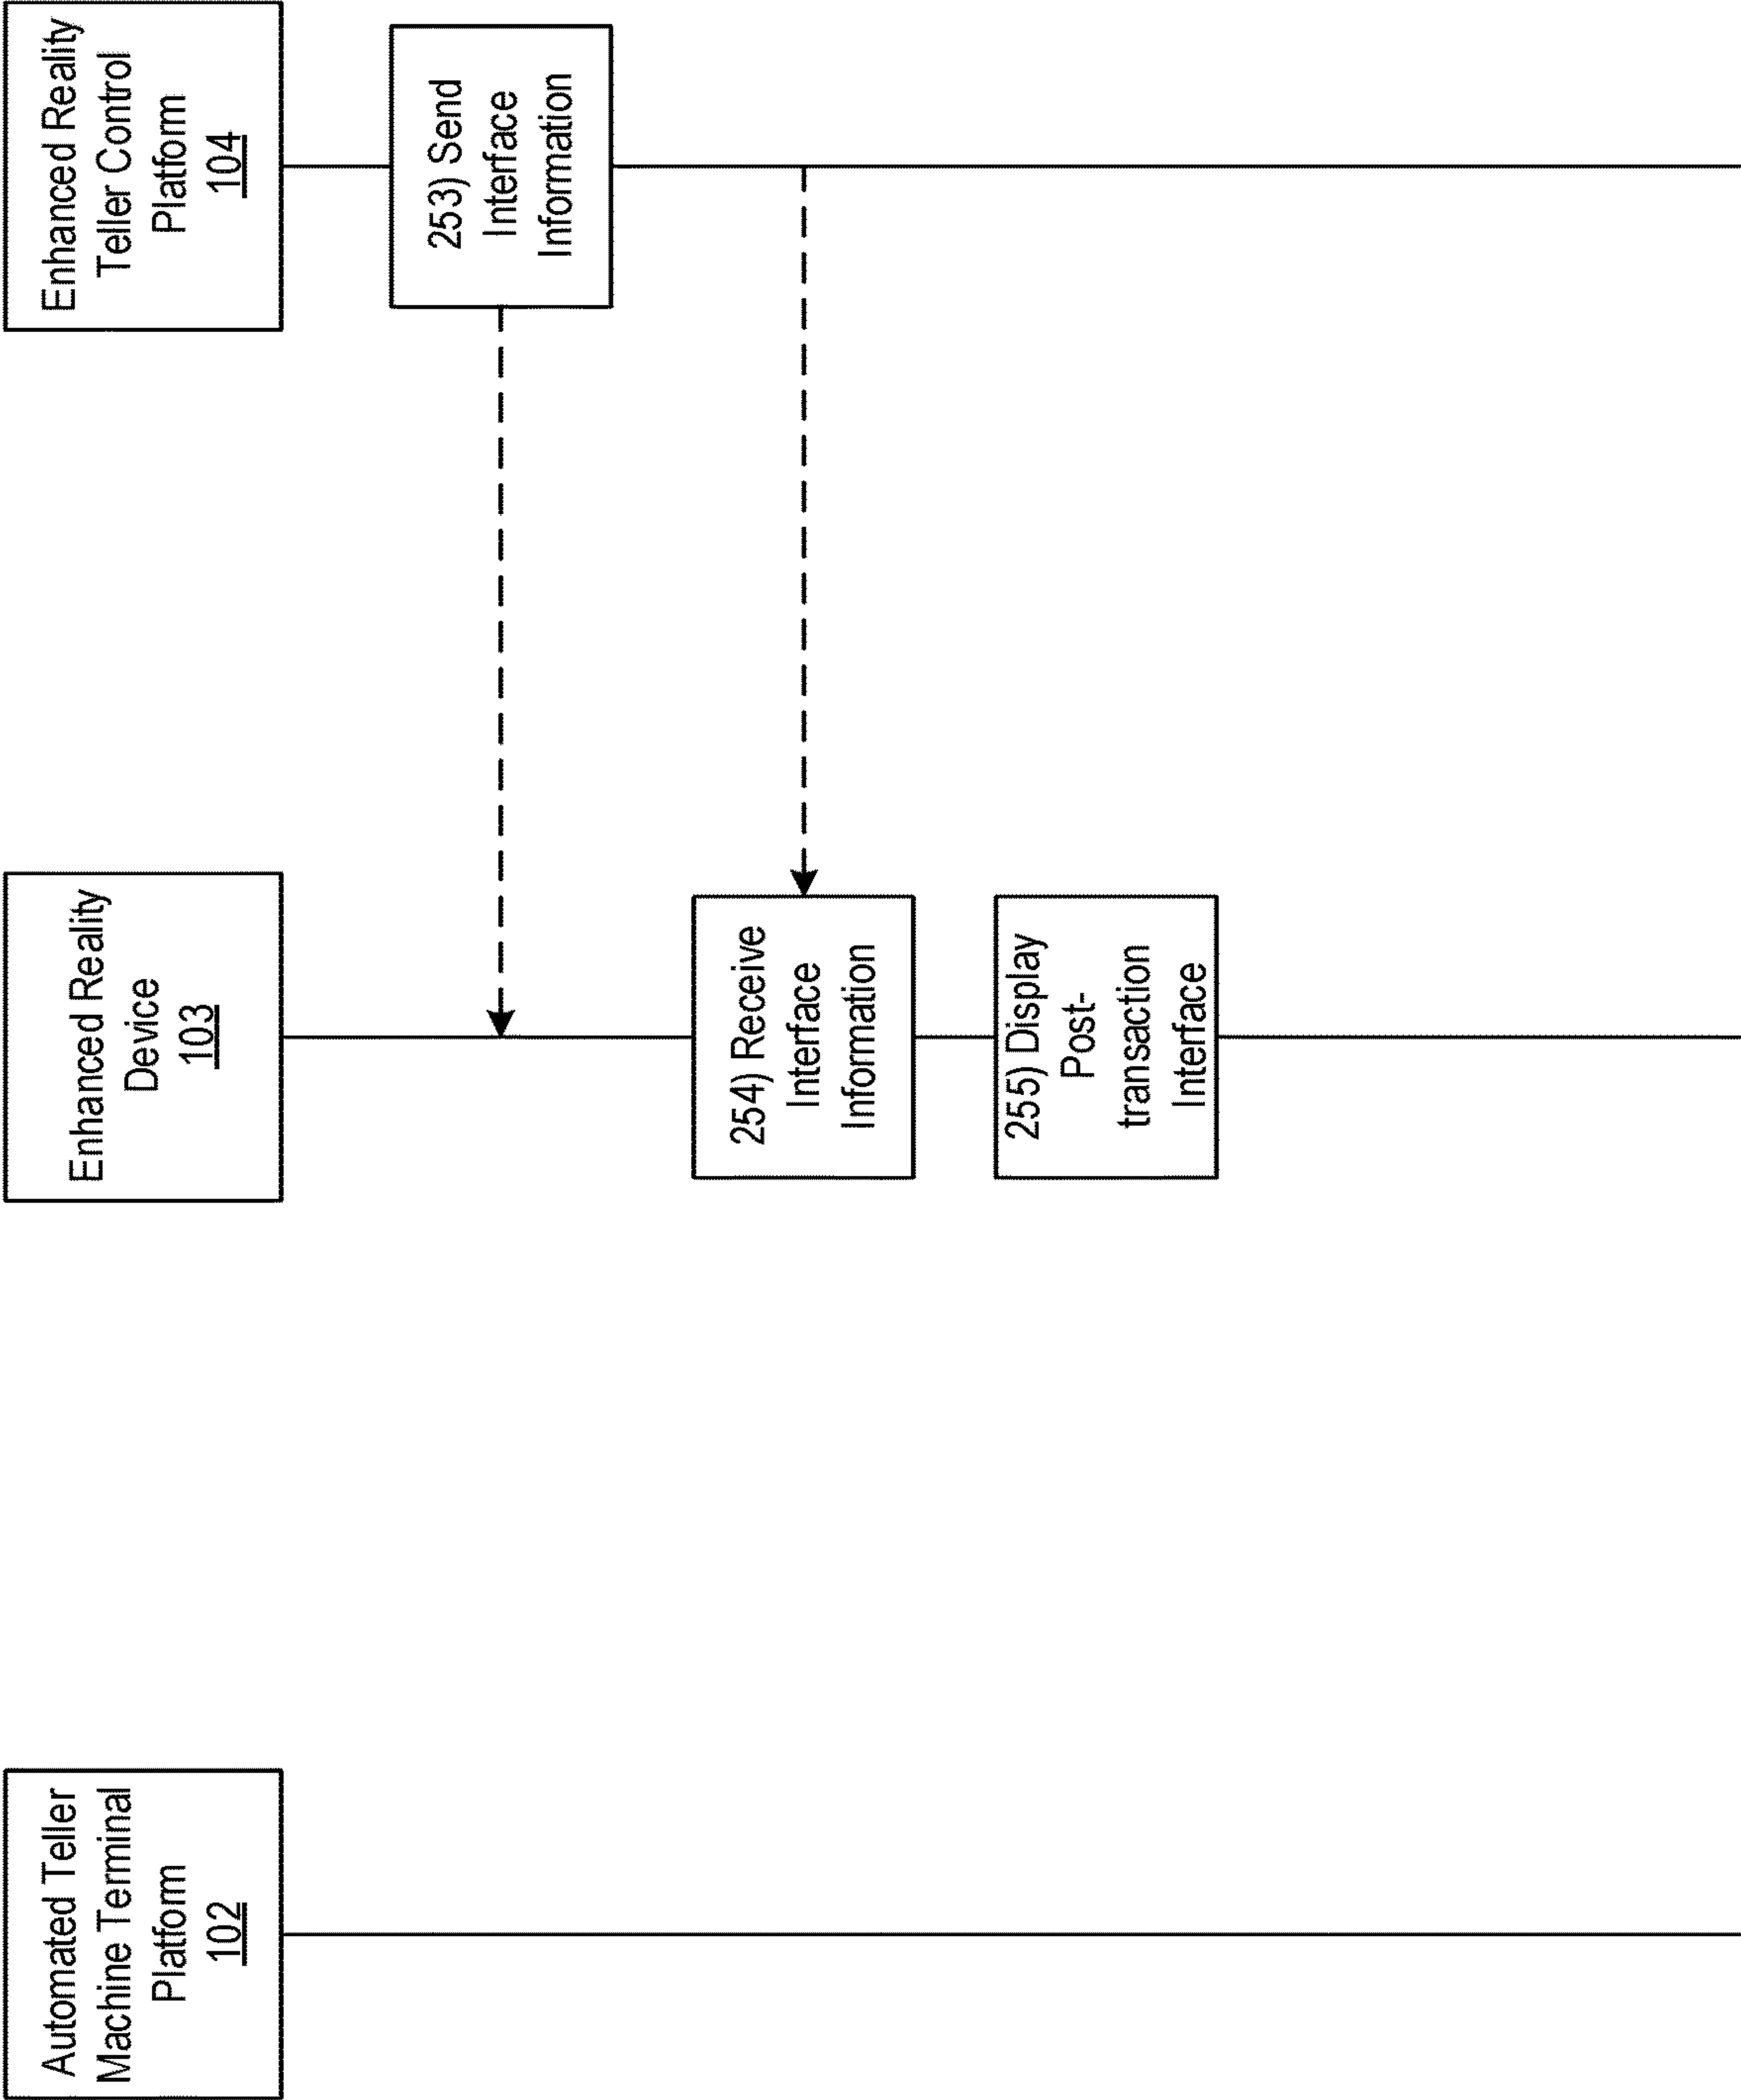 Automated Teller
Machine Terminal
Platform
102
Enhanced Reality
Device
103
Enhanced Reality
Teller Control
Platform
104
253) Send
Interface
Information
254) Receive
Interface
Information
255) Display
Post-
transaction
Interface